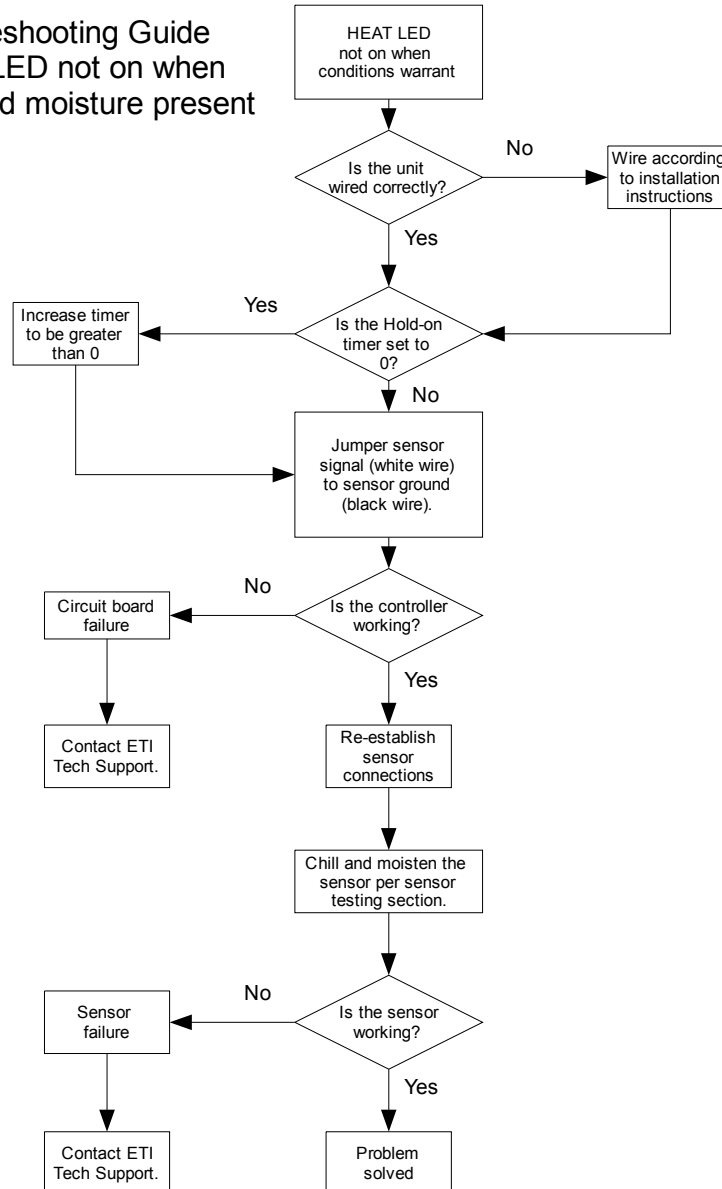 eshooting Guide
LED not on when
d moisture present
HEAT LED
not on when
conditions warrant
Is the unit
wired correctly?
No
Wire according
to installation
instructions
Yes
Is the Hold-on
timer set to
0?
Yes
Increase timer
to be greater
than 0
No
Jumper sensor
signal (white wire)
to sensor ground
(black wire).
Is the controller
working?
No
Circuit board
failure
Contact ETI
Tech Support.
Yes
Re-establish
sensor
connections
Chill and moisten the
sensor per sensor
testing section.
Is the sensor
working?
No
Sensor
failure
Contact ETI
Tech Support.
Yes
Problem
solved